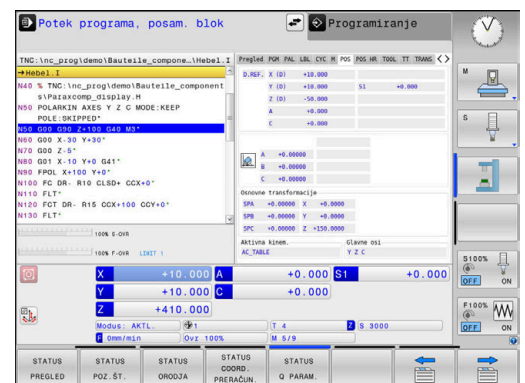 Potek programa, posam. blok
Programiranje
TNC:\nc_prog\demo\Bauteile_compone…\Hebel.I
→Hebel.I
N40 % TNC:\nc_prog\demo\Bauteile_component
s\Paraxcomp_display.H
N50 POLARKIN AXES Y Z C MODE:KEEP
POLE:SKIPPED*
N50 G00 G90 Z+100 G40 M3*
N60 G00 X-30 Y+30*
N70 G00 Z-5*
N80 G01 X-10 Y+0 G41*
N90 FPOL X+100 Y+0*
N100 FC DR- R10 CLSD+ CCX+0*
N110 FLT*
N120 FCT DR- R15 CCX+100 CCY+0*
N130 FLT*
100% S-OVR
100% F-OVR LIMIT 1
Pregled PGM PAL LBL CYC M POS POS HR TOOL TT TRANS
D.REF. X (D) +10.000
Y (D) +10.000 S1 +0.000
Z (D) -50.000
A +0.000
C +0.000
A +0.00000
B +0.00000
C +0.00000
Osnovne transformacije
SPA +0.00000 X +0.0000
SPB +0.00000 Y +0.0000
SPC +0.00000 Z +150.0000
Aktivna kinem. Glavne osi
AC_TABLE Y Z C
X +10.000 A +0.000 S1 +0.000
Y +10.000 C +0.000
Z +410.000
Modus: AKTL. 1 T 4 Z S 3000
F 0mm/min Ovr 100% M 5/9
M
S
S100%
OFF ON
F100%
OFF ON
STATUS PREGLED
STATUS POZ.ŠT.
STATUS ORODJA
STATUS COORD. PRERAČUN.
STATUS Q PARAM.